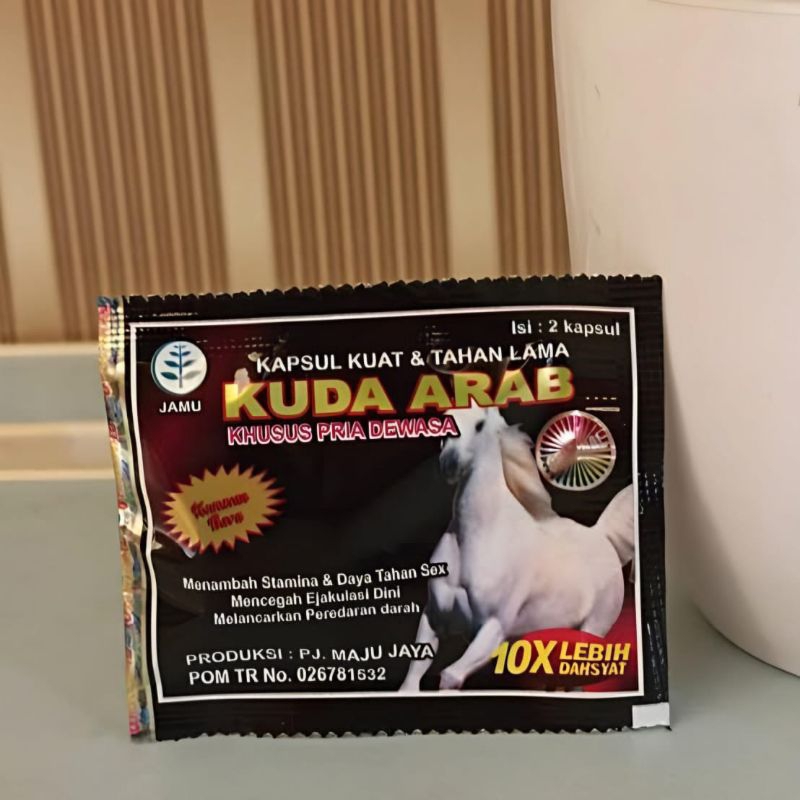 Isi : 2 kapsul
KAPSUL KUAT & TAHAN LAMA
JAMU
KUDA ARAB
KHUSUS PRIA DEWASA
Menambah Stamina & Daya Tahan Sex
Mencegah Ejakulasi Dini
Melancarkan Peredaran darah
PRODUKSI : PJ. MAJU JAYA
POM TR No. 026781632
10X LEBIH
DAHSYAT